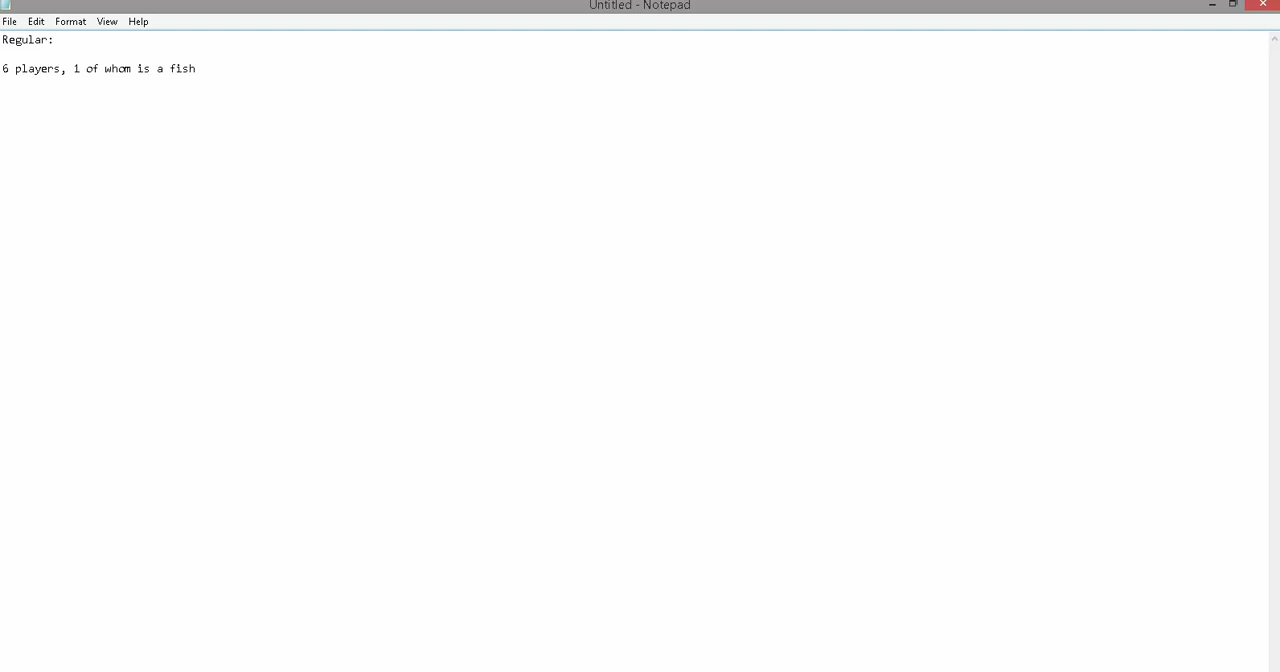 Untitled - Notepad
File Edit Format View Help
Regular:
6 players, 1 of whom is a fish